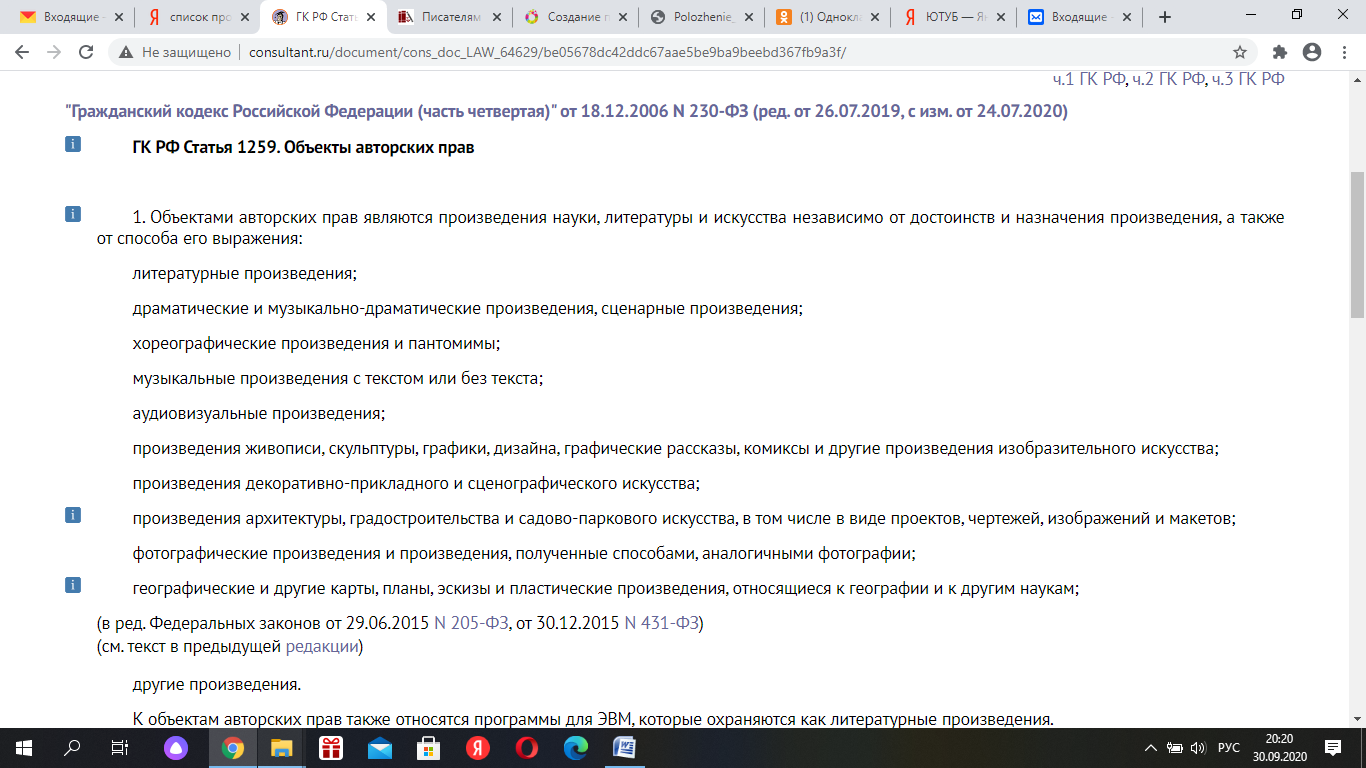 Входящие -
список про
ГК РФ Стать
Писателям
Создание п
Polozhenie_
(1) Однокла
ЮТУБ — Ян
Входящие -
Не защищено
consultant.ru/document/cons_doc_LAW_64629/be05678dc42ddc67aae5be9ba9beebd367fb9a3f/
ч.1 ГК РФ, ч.2 ГК РФ, ч.3 ГК РФ
"Гражданский кодекс Российской Федерации (часть четвертая)" от 18.12.2006 N 230-ФЗ (ред. от 26.07.2019, с изм. от 24.07.2020)
ГК РФ Статья 1259. Объекты авторских прав
1. Объектами авторских прав являются произведения науки, литературы и искусства независимо от достоинств и назначения произведения, а также
от способа его выражения:
литературные произведения;
драматические и музыкально-драматические произведения, сценарные произведения;
хореографические произведения и пантомимы;
музыкальные произведения с текстом или без текста;
аудиовизуальные произведения;
произведения живописи, скульптуры, графики, дизайна, графические рассказы, комиксы и другие произведения изобразительного искусства;
произведения декоративно-прикладного и сценографического искусства;
произведения архитектуры, градостроительства и садово-паркового искусства, в том числе в виде проектов, чертежей, изображений и макетов;
фотографические произведения и произведения, полученные способами, аналогичными фотографии;
географические и другие карты, планы, эскизы и пластические произведения, относящиеся к географии и к другим наукам;
(в ред. Федеральных законов от 29.06.2015 N 205-ФЗ, от 30.12.2015 N 431-ФЗ)
(см. текст в предыдущей редакции)
другие произведения.
К объектам авторских прав также относятся программы для ЭВМ, которые охраняются как литературные произведения.
РУС
20:20
30.09.2020